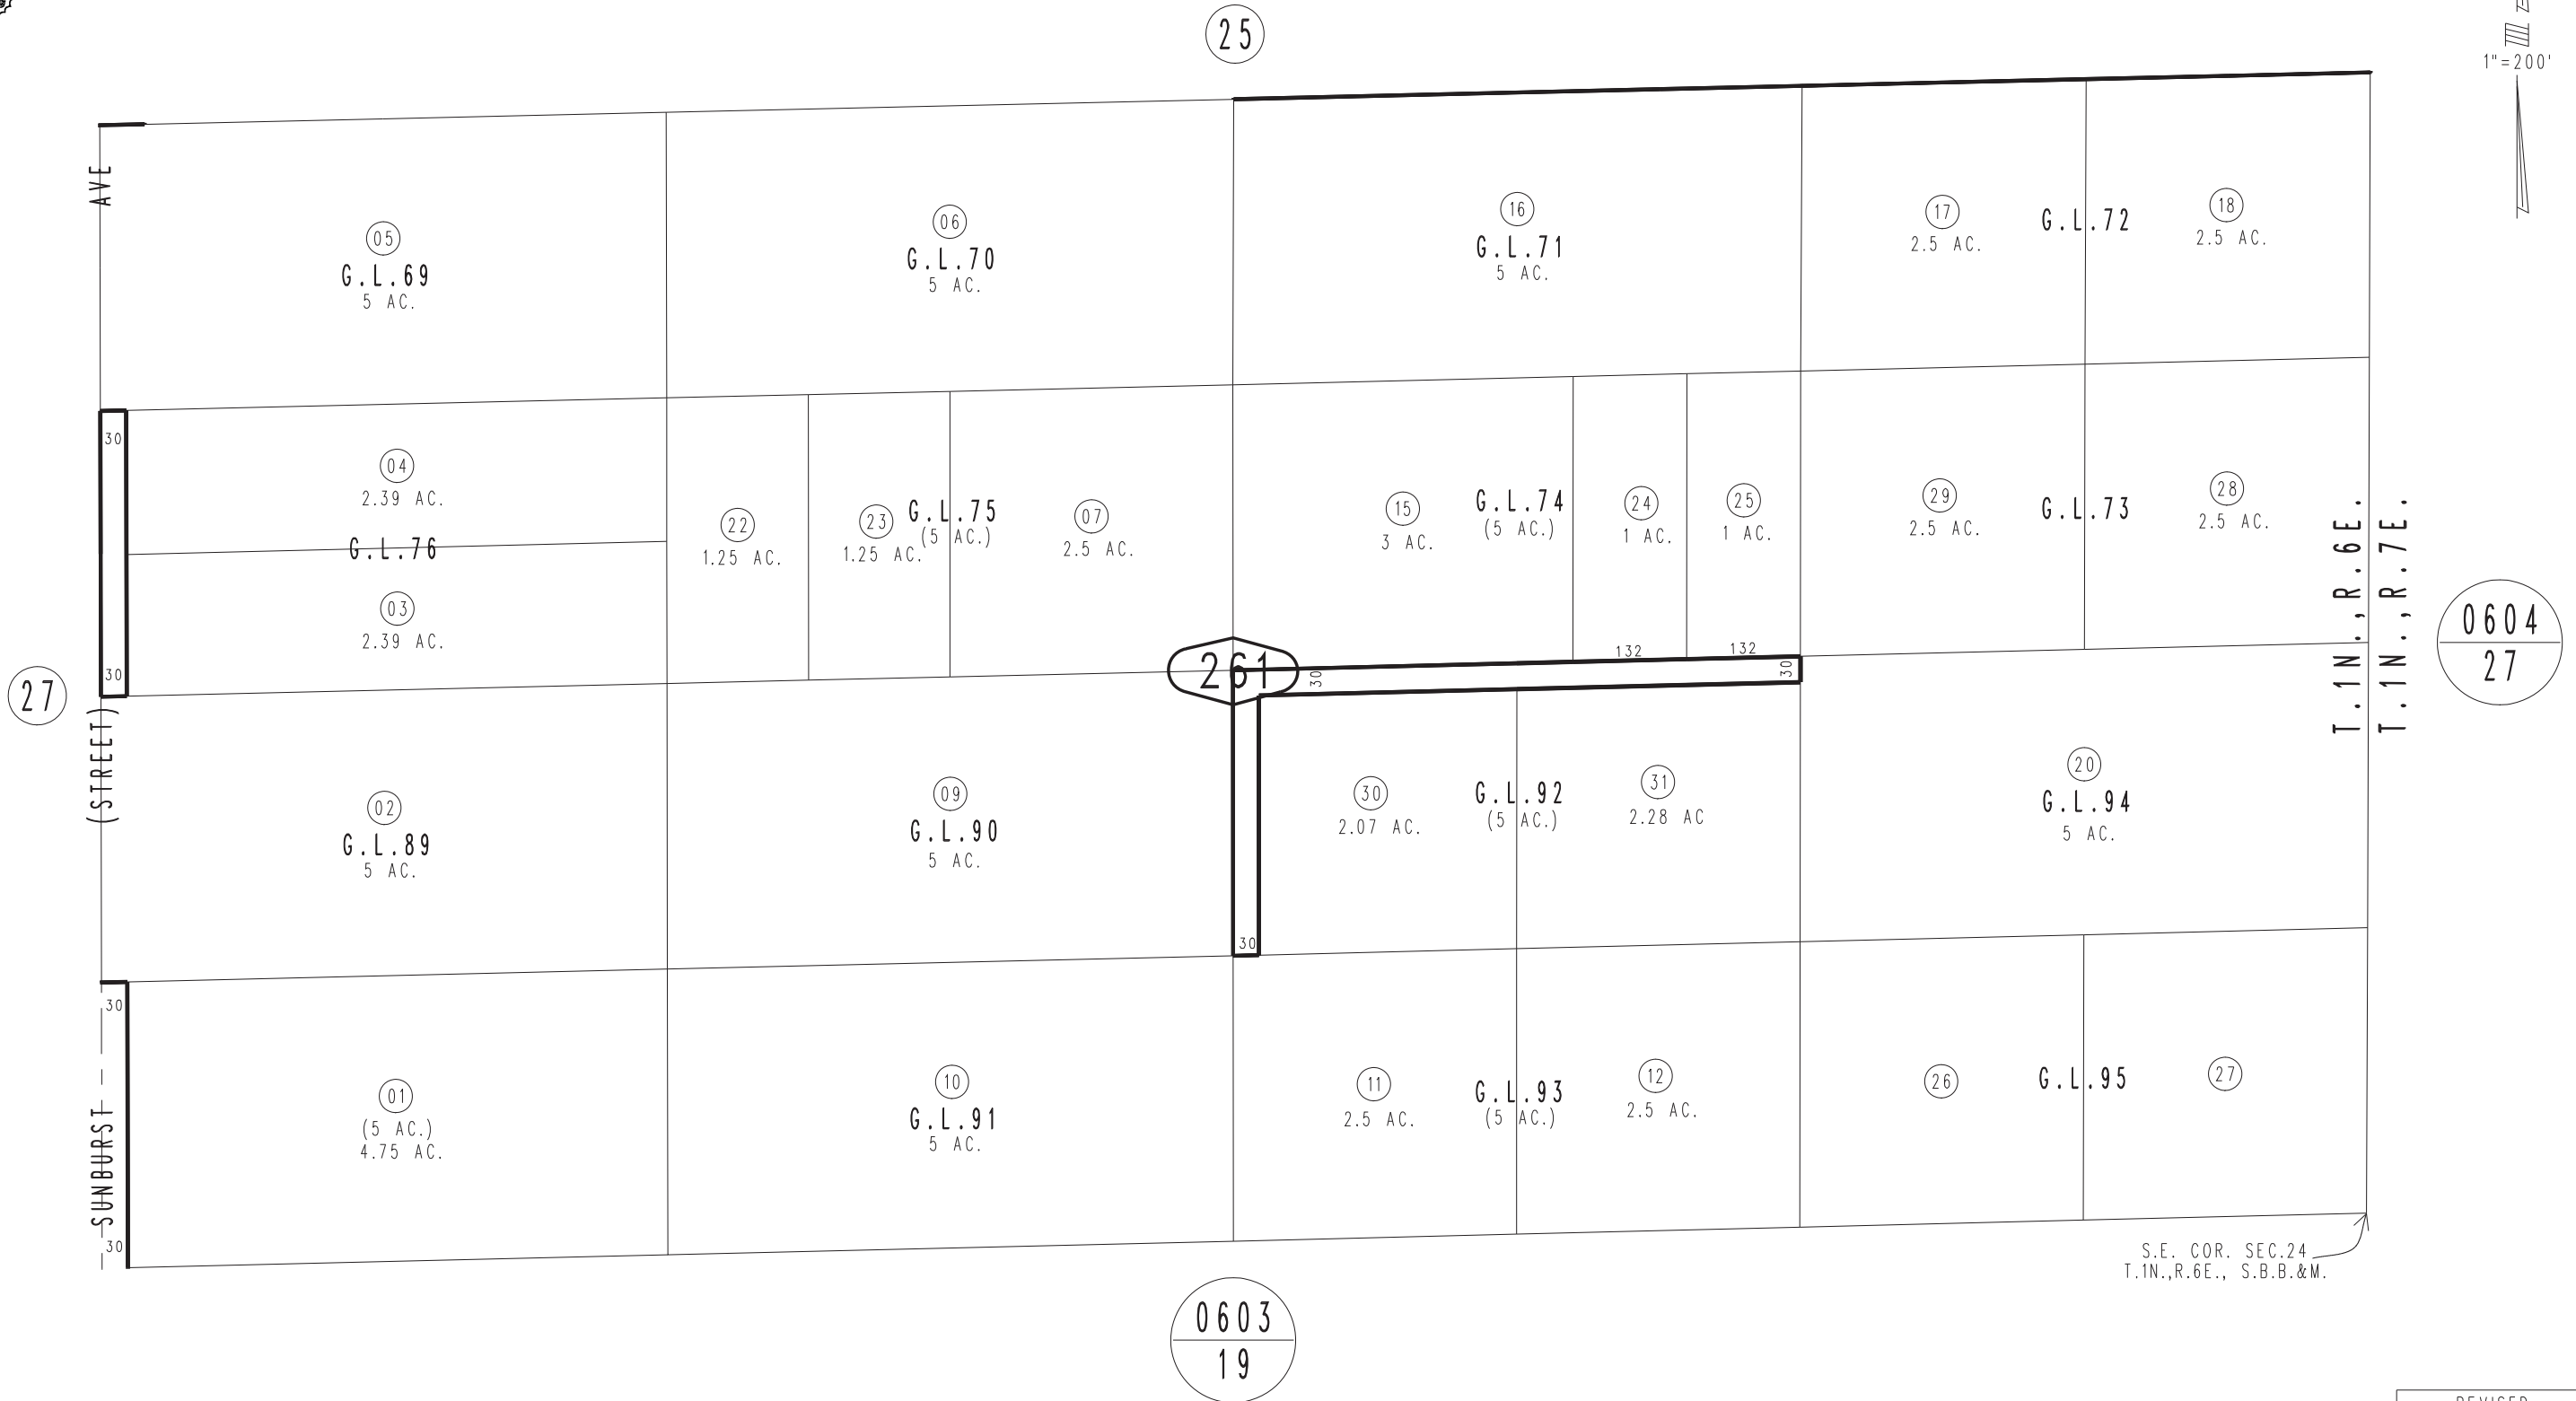 25
1"=200'
AVE
05
G.L.69
5 AC.
06
G.L.70
5 AC.
16
G.L.71
5 AC.
17
2.5 AC.
G.L.72
18
2.5 AC.
30
04
2.39 AC.
G.L.76
03
2.39 AC.
30
22
1.25 AC.
23
1.25 AC.
G.L.75
(5 AC.)
07
2.5 AC.
15
3 AC.
G.L.74
(5 AC.)
24
1 AC.
25
1 AC.
132
132
29
2.5 AC.
G.L.73
28
2.5 AC.
T.1N.,R.6E.
T.1N.,R.7E.
0604
27
27
261
30
30
(STREET)
02
G.L.89
5 AC.
09
G.L.90
5 AC.
30
30
2.07 AC.
G.L.92
(5 AC.)
31
2.28 AC
20
G.L.94
5 AC.
30
SUNBURST
30
01
(5 AC.)
4.75 AC.
10
G.L.91
5 AC.
11
2.5 AC.
G.L.93
(5 AC.)
12
2.5 AC.
26
G.L.95
27
S.E. COR. SEC.24
T.1N.,R.6E., S.B.B.&M.
0603
19